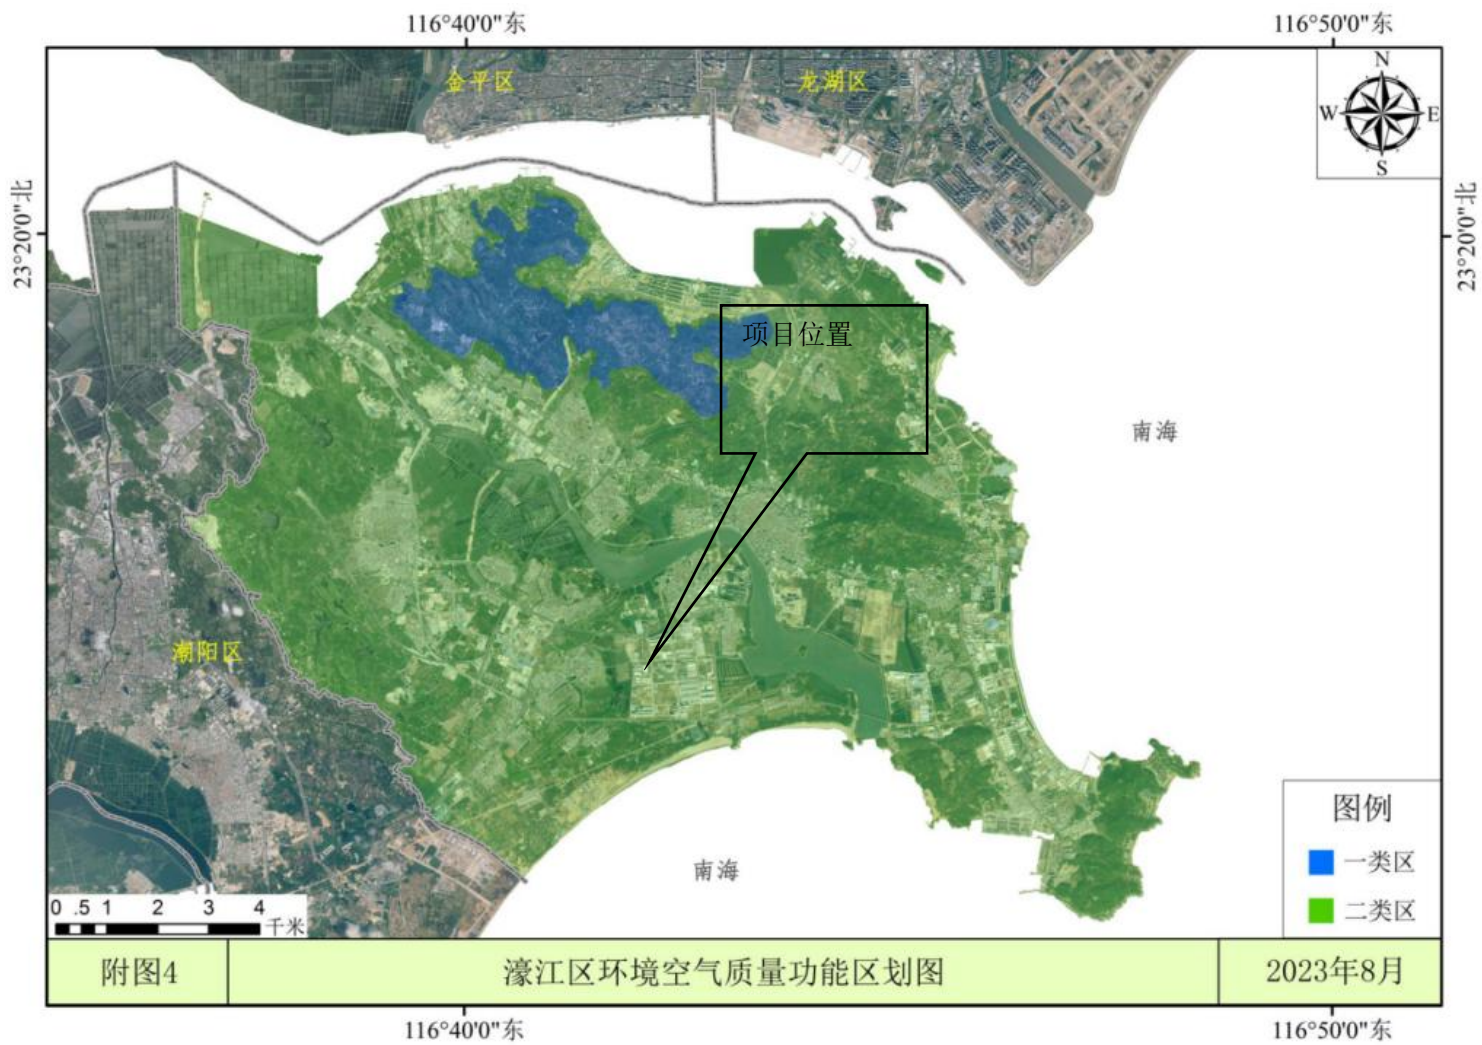 116°40'0"东
116°50'0"东
金平区
龙湖区
N
W
E
S
23°20'0"北
23°20'0"北
项目位置
南海
潮阳区
南海
图例
一类区
二类区
0 .5 1 2 3 4
千米
附图4
濠江区环境空气质量功能区划图
2023年8月
116°40'0"东
116°50'0"东